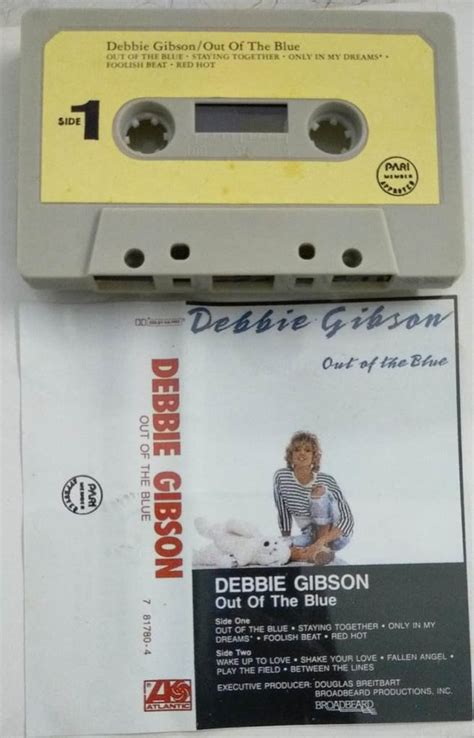 Debbie Gibson/Out Of The Blue
OUT OF THE BLUE • STAYING TOGETHER • ONLY IN MY DREAMS* •
FOOLISH BEAT • RED HOT
SIDE 1
PARI
MEMBER
APPROVED
Debbie Gibson
Out of the Blue
DEBBIE GIBSON
OUT OF THE BLUE
7 81780-4
ATLANTIC
PARI
MEMBER
APPROVED
DEBBIE GIBSON
Out Of The Blue
Side One
OUT OF THE BLUE • STAYING TOGETHER • ONLY IN MY
DREAMS* • FOOLISH BEAT • RED HOT
Side Two
WAKE UP TO LOVE • SHAKE YOUR LOVE • FALLEN ANGEL •
PLAY THE FIELD • BETWEEN THE LINES
EXECUTIVE PRODUCER: DOUGLAS BREITBART
BROADBEARD PRODUCTIONS, INC.
BROADBEARD